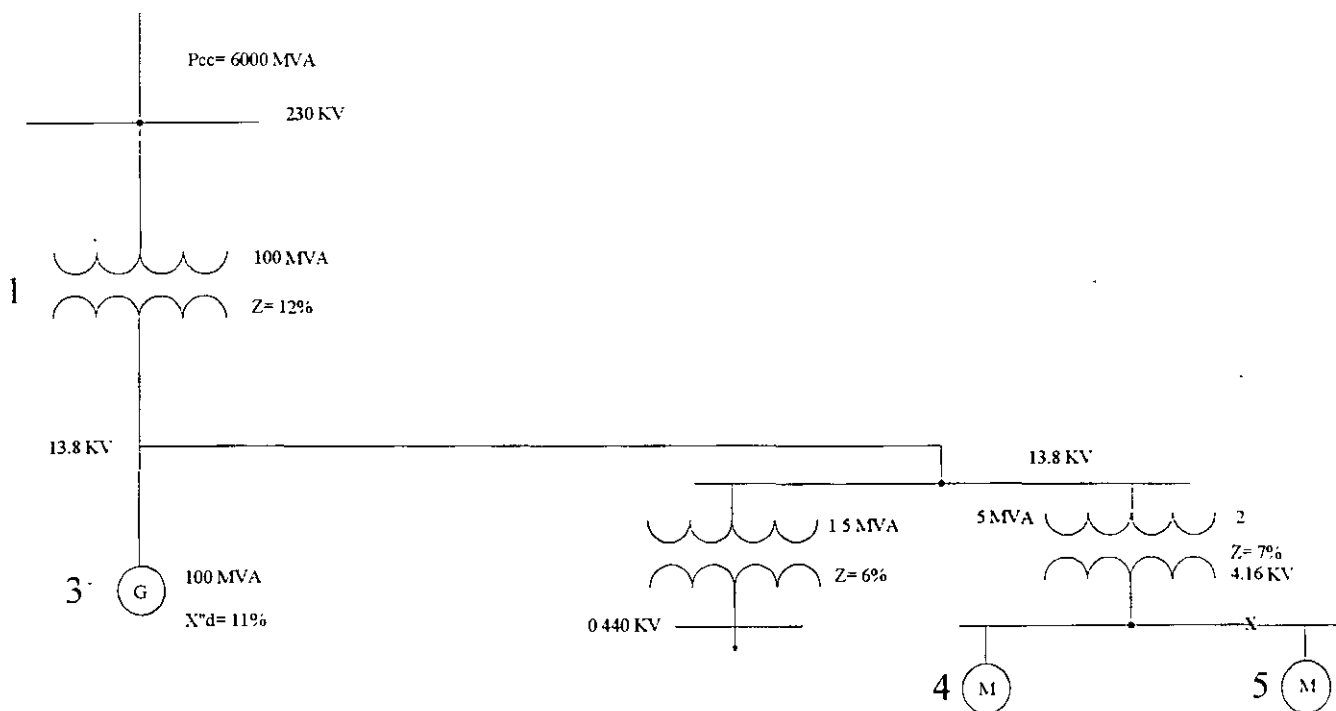 Pcc= 6000 MVA
230 KV
100 MVA
1
Z= 12%
13.8 KV
13.8 KV
1 5 MVA
5 MVA
2
Z= 7%
Z= 6%
4.16 KV
3
G
100 MVA
X"d= 11%
0 440 KV
X
4
M
5
M